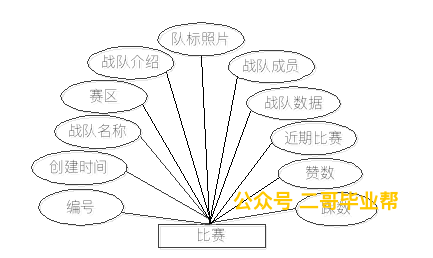 队标照片
战队介绍
战队成员
赛区
战队数据
战队名称
近期比赛
创建时间
赞数
编号
踩数
公众号 二哥毕业帮
比赛